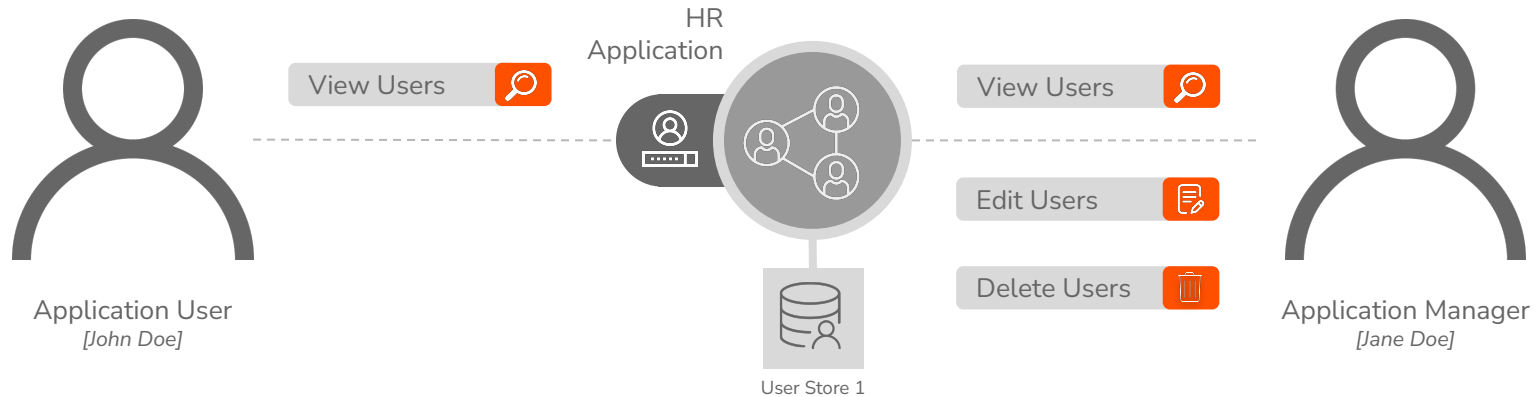 HR
Application
View Users
View Users
Edit Users
Delete Users
Application User
[John Doe]
Application Manager
[Jane Doe]
User Store 1